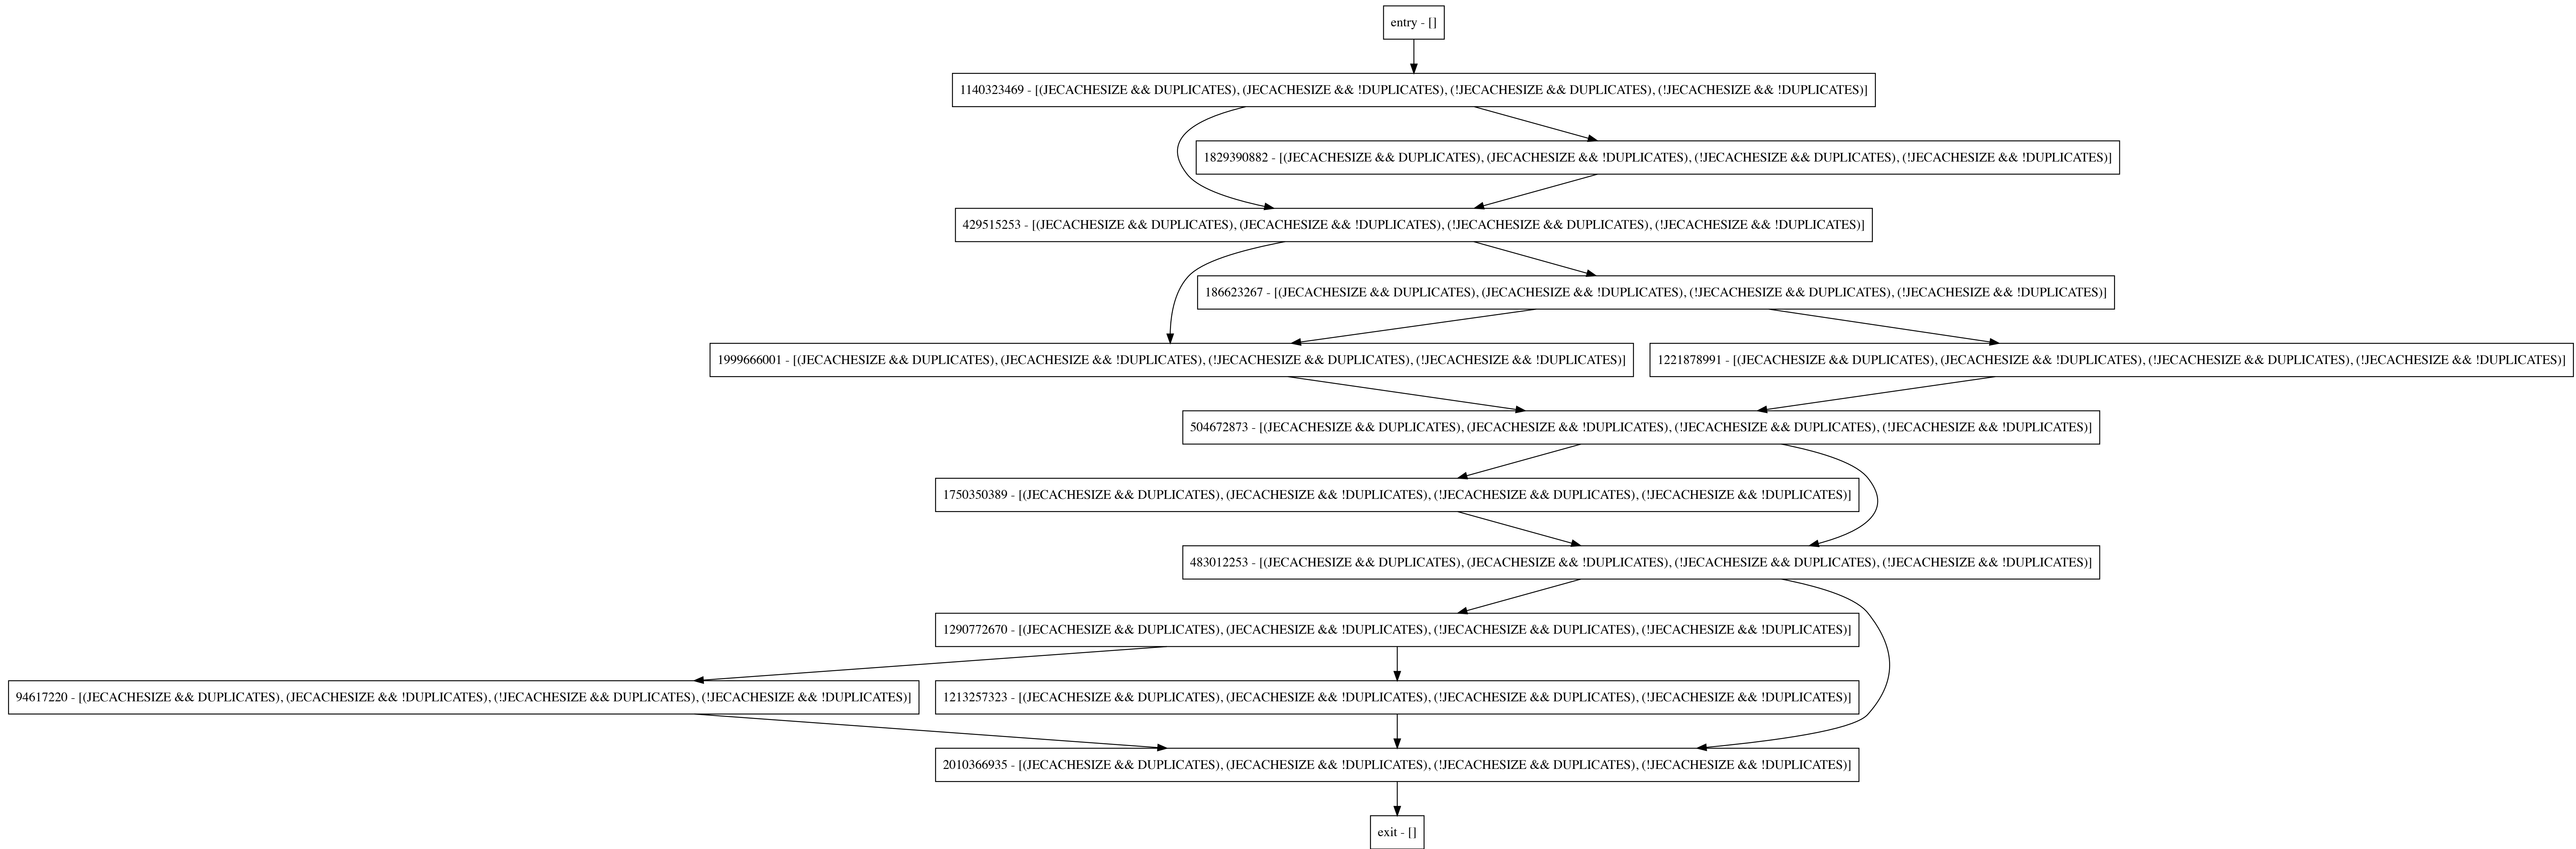 entry - []
1140323469 - [(JECACHESIZE && DUPLICATES), (JECACHESIZE && !DUPLICATES), (!JECACHESIZE && DUPLICATES), (!JECACHESIZE && !DUPLICATES)]
1829390882 - [(JECACHESIZE && DUPLICATES), (JECACHESIZE && !DUPLICATES), (!JECACHESIZE && DUPLICATES), (!JECACHESIZE && !DUPLICATES)]
429515253 - [(JECACHESIZE && DUPLICATES), (JECACHESIZE && !DUPLICATES), (!JECACHESIZE && DUPLICATES), (!JECACHESIZE && !DUPLICATES)]
186623267 - [(JECACHESIZE && DUPLICATES), (JECACHESIZE && !DUPLICATES), (!JECACHESIZE && DUPLICATES), (!JECACHESIZE && !DUPLICATES)]
1999666001 - [(JECACHESIZE && DUPLICATES), (JECACHESIZE && !DUPLICATES), (!JECACHESIZE && DUPLICATES), (!JECACHESIZE && !DUPLICATES)]
1221878991 - [(JECACHESIZE && DUPLICATES), (JECACHESIZE && !DUPLICATES), (!JECACHESIZE && DUPLICATES), (!JECACHESIZE && !DUPLICATES)]
504672873 - [(JECACHESIZE && DUPLICATES), (JECACHESIZE && !DUPLICATES), (!JECACHESIZE && DUPLICATES), (!JECACHESIZE && !DUPLICATES)]
1750350389 - [(JECACHESIZE && DUPLICATES), (JECACHESIZE && !DUPLICATES), (!JECACHESIZE && DUPLICATES), (!JECACHESIZE && !DUPLICATES)]
483012253 - [(JECACHESIZE && DUPLICATES), (JECACHESIZE && !DUPLICATES), (!JECACHESIZE && DUPLICATES), (!JECACHESIZE && !DUPLICATES)]
1290772670 - [(JECACHESIZE && DUPLICATES), (JECACHESIZE && !DUPLICATES), (!JECACHESIZE && DUPLICATES), (!JECACHESIZE && !DUPLICATES)]
94617220 - [(JECACHESIZE && DUPLICATES), (JECACHESIZE && !DUPLICATES), (!JECACHESIZE && DUPLICATES), (!JECACHESIZE && !DUPLICATES)]
1213257323 - [(JECACHESIZE && DUPLICATES), (JECACHESIZE && !DUPLICATES), (!JECACHESIZE && DUPLICATES), (!JECACHESIZE && !DUPLICATES)]
2010366935 - [(JECACHESIZE && DUPLICATES), (JECACHESIZE && !DUPLICATES), (!JECACHESIZE && DUPLICATES), (!JECACHESIZE && !DUPLICATES)]
exit - []